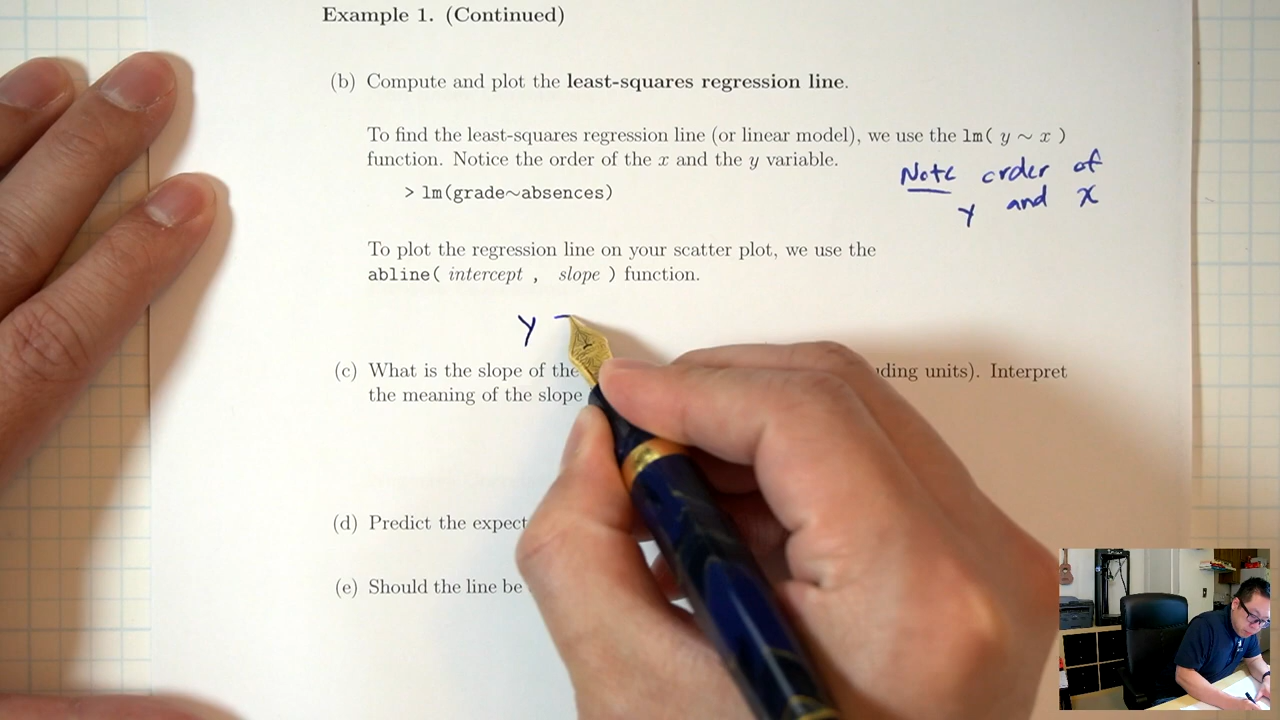 Example 1. (Continued)
(b) Compute and plot the least-squares regression line.
To find the least-squares regression line (or linear model), we use the lm( y ∼ x )
function. Notice the order of the x and the y variable.
Note order of
y and x
> lm(grade~absences)
To plot the regression line on your scatter plot, we use the
abline( intercept , slope ) function.
y
(c) What is the slope of the units). Interpret
the meaning of the slope
(d) Predict the
(e) Should the line be